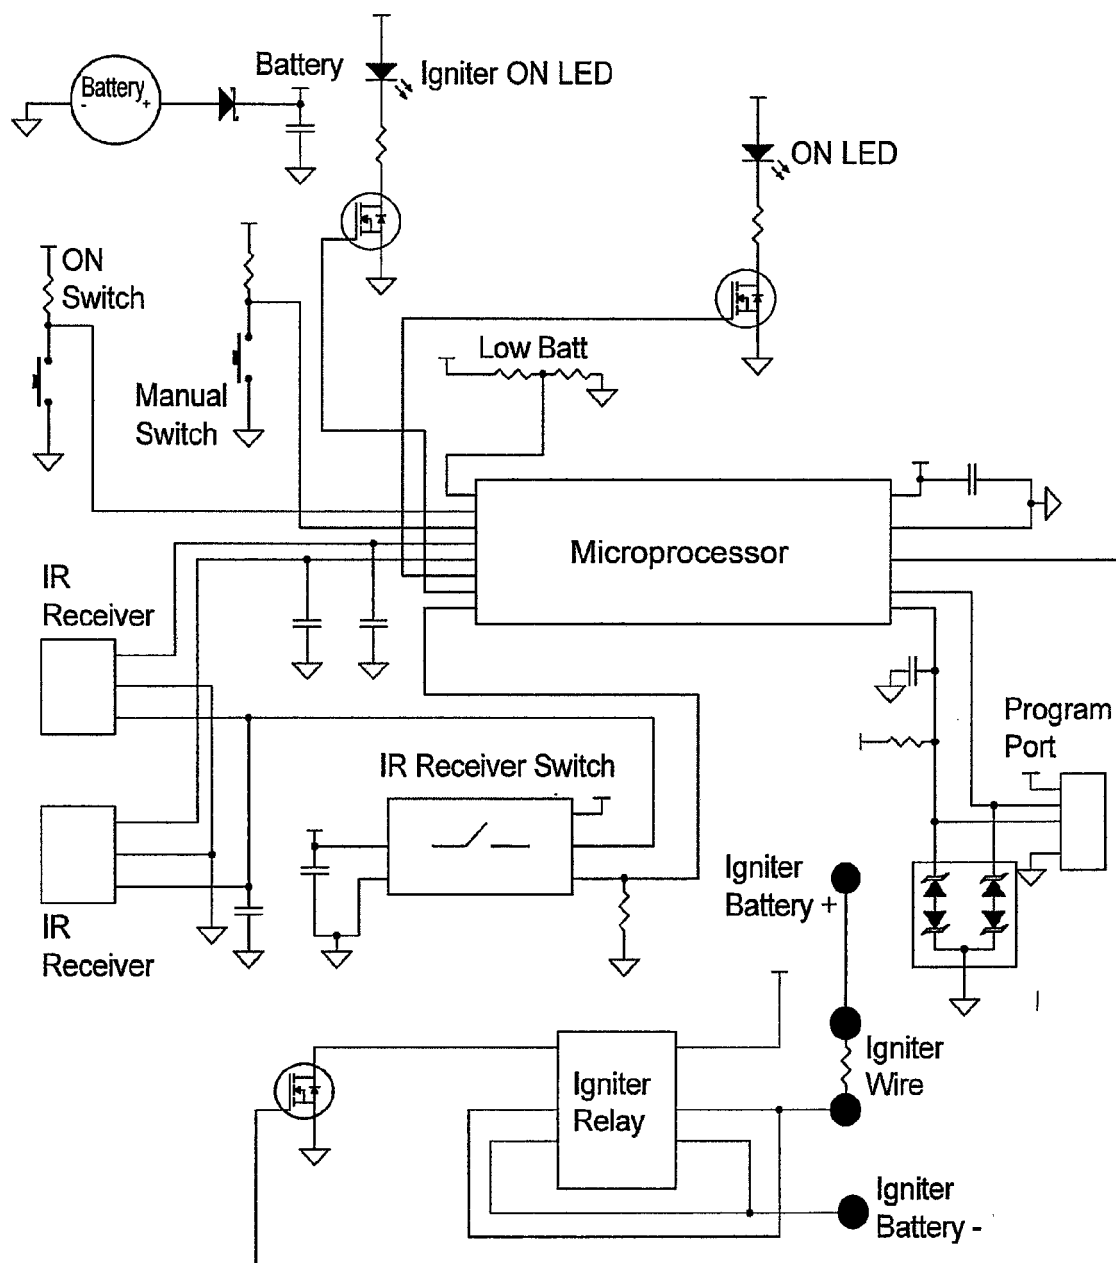 Battery
- +
Battery
Igniter ON LED
ON LED
ON
Switch
Manual
Switch
Low Batt
Microprocessor
IR
Receiver
IR Receiver Switch
Program
Port
IR
Receiver
Igniter
Battery +
Igniter
Relay
Igniter
Wire
Igniter
Battery -